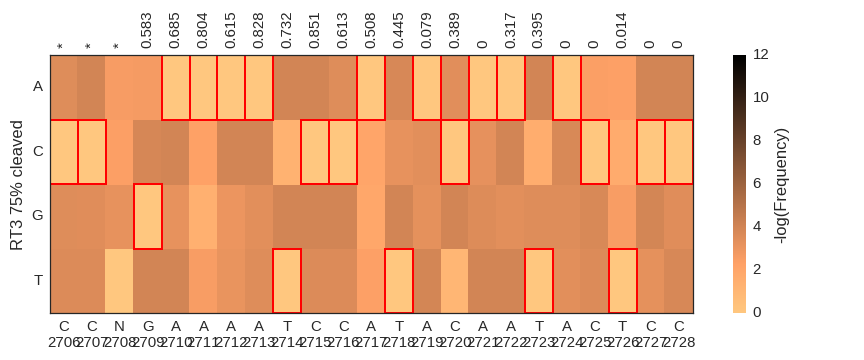 * * * 0.583 0.685 0.804 0.615 0.828 0.732 0.851 0.613 0.508 0.445 0.079 0.389 0 0.317 0.395 0 0 0.014 0 0
RT3 75% cleaved
A
C
G
T
C C N G A A A A T C C A T A C A A T A C T C C
2706 2707 2708 2709 2710 2711 2712 2713 2714 2715 2716 2717 2718 2719 2720 2721 2722 2723 2724 2725 2726 2727 2728
12
10
8
6
4
2
0
-log(Frequency)